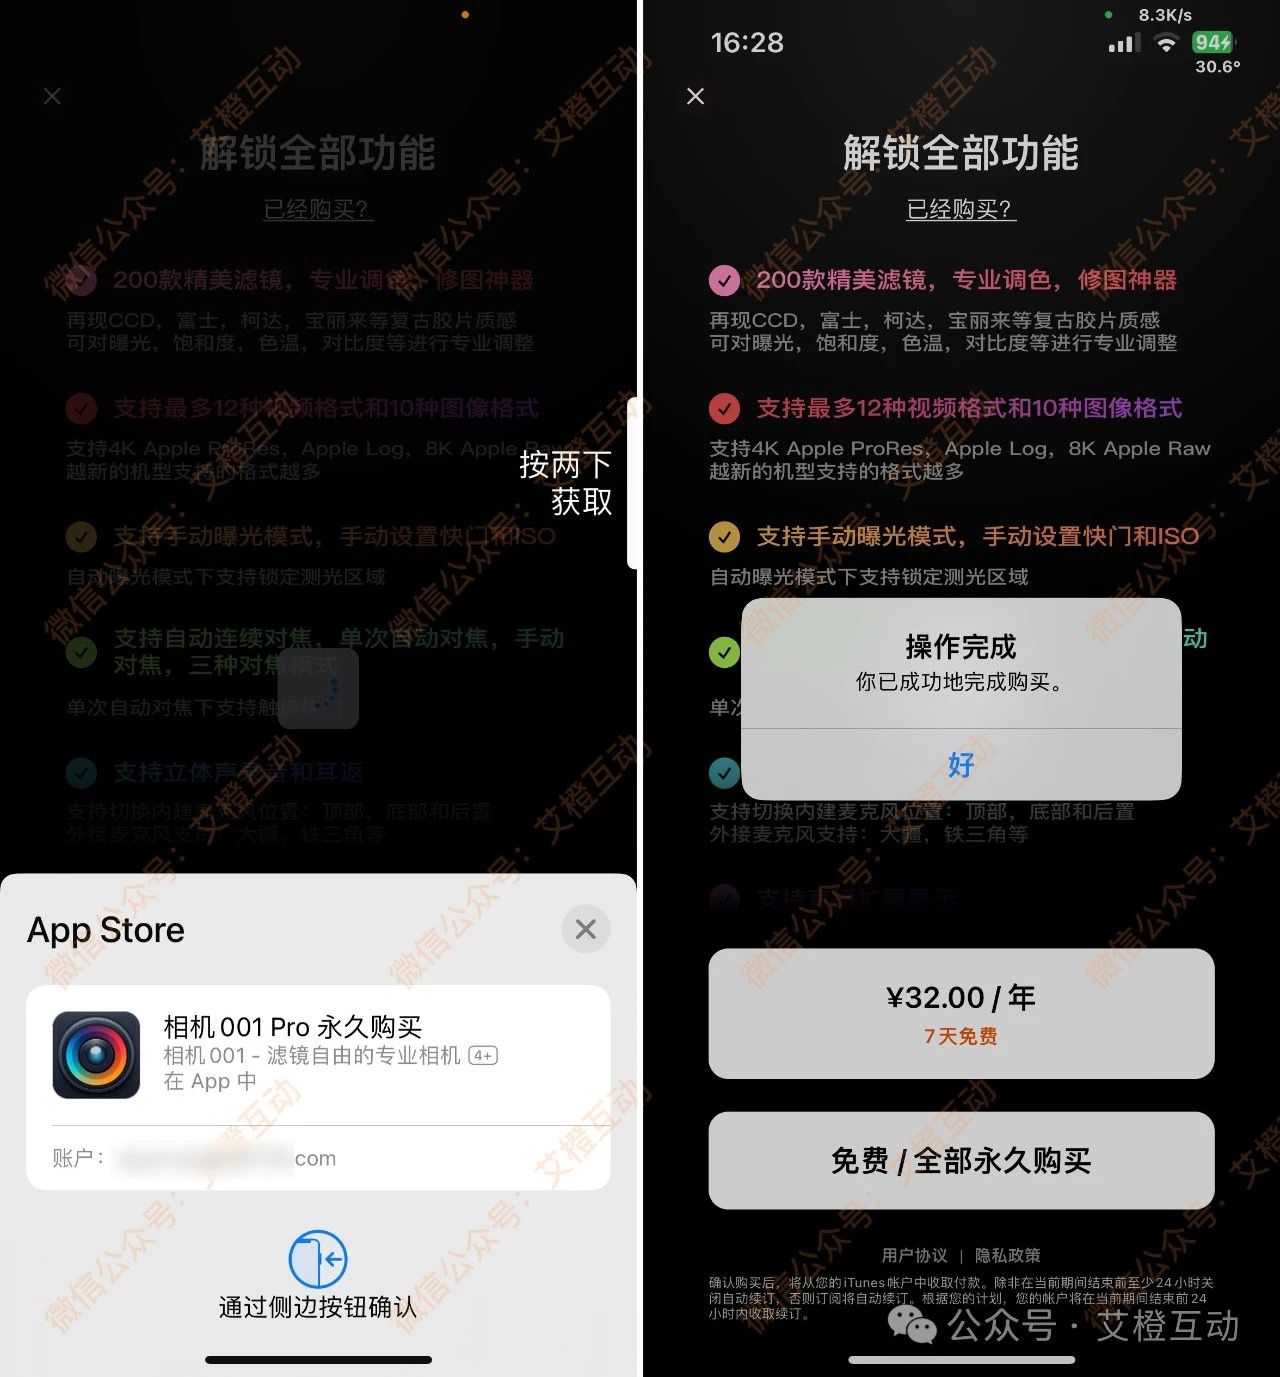 解锁全部功能
已经购买？
200款精美滤镜，专业调色，修图神器
再现CCD，富士，柯达，宝丽来等复古胶片质感
可对曝光，饱和度，色温，对比度等进行专业调整
支持最多12种视频格式和10种图像格式
支持4K Apple ProRes，Apple Log，8K Apple Raw
越新的机型支持的格式越多
按两下
获取
支持手动曝光模式，手动设置快门和ISO
自动曝光模式下支持锁定测光区域
支持自动连续对焦，单次自动对焦，手动
对焦，三种对焦模式
单次自动对焦下支持触控快门
支持立体声录音和耳返
支持切换内建麦克风位置：顶部，底部和后置
外接麦克风支持：大疆，铁三角等
App Store
相机001 Pro 永久购买
相机001 - 滤镜自由的专业相机 4+
在 App 中
账户：
com
通过侧边按钮确认
8.3K/s
16:28
94
30.6°
解锁全部功能
已经购买？
200款精美滤镜，专业调色，修图神器
再现CCD，富士，柯达，宝丽来等复古胶片质感
可对曝光，饱和度，色温，对比度等进行专业调整
支持最多12种视频格式和10种图像格式
支持4K Apple ProRes，Apple Log，8K Apple Raw
越新的机型支持的格式越多
支持手动曝光模式，手动设置快门和ISO
自动曝光模式下支持锁定测光区域
动
单次
操作完成
你已成功地完成购买。
好
支持切换内建麦克风位置：顶部，底部和后置
外接麦克风支持：大疆，铁三角等
¥32.00 / 年
7天免费
免费 / 全部永久购买
用户协议 | 隐私政策
确认购买后，将从您的iTunes帐户中收取付款。除非在当前期间结束前至少24小时关
闭自动续订，否则订阅将自动续订。根据您的计划，您的帐户将在当前期间结束前24
小时内收取续订。
公众号 · 艾橙互动
微信公众号：艾橙互动